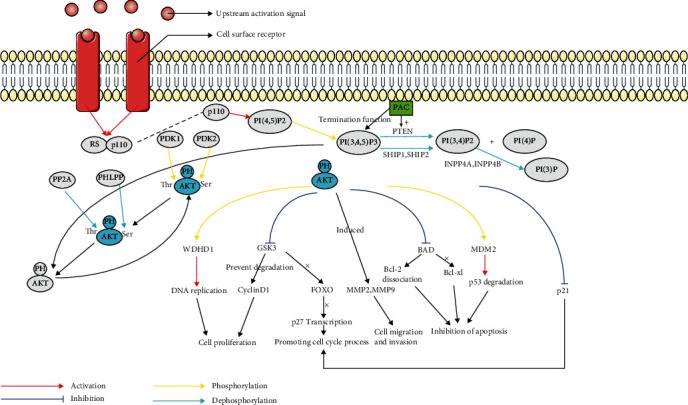 Upstream activation signal
Cell surface receptor
PAC
p110
PI(4,5)P2
Termination function
+
PTEN
RS
p110
PDK1
PDK2
PI(3,4,5)P3
PI(3,4)P2
+
PI(4)P
SHIP1,SHIP2
INPP4A,INPP4B
PI(3)P
PP2A
PHLPP
PH
Thr
AKT
Ser
PH
AKT
PH
Thr
AKT
Ser
Induced
WDHD1
GSK3
BAD
MDM2
PH
AKT
Prevent degradation
×
×
Bcl-2
dissociation
Bcl-xl
p53 degradation
DNA replication
CyclinD1
FOXO
MMP2,MMP9
p21
×
p27 Transcription
Cell proliferation
Promoting cell cycle process
Cell migration
and invasion
Inhibition of apoptosis
Activation
Phosphorylation
Inhibition
Dephosphorylation